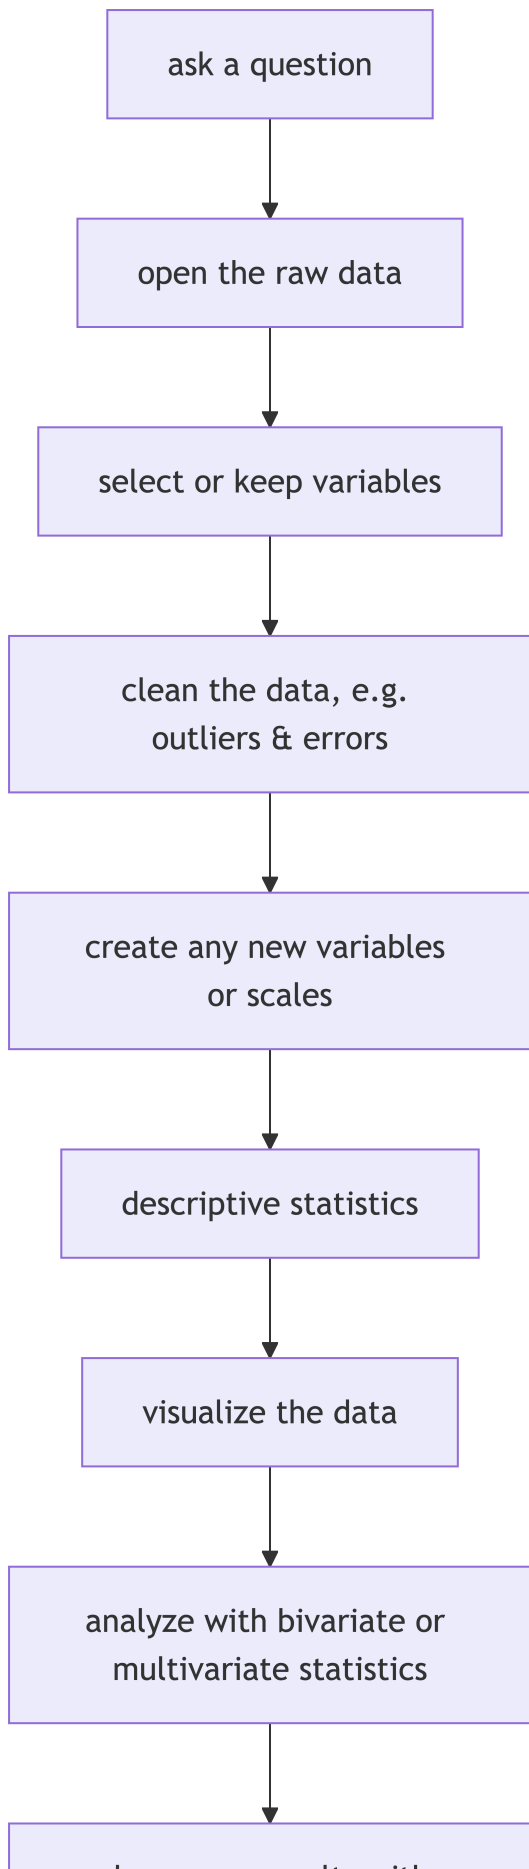 ask a question
open the raw data
select or keep variables
clean the data, e.g.
outliers & errors
create any new variables
or scales
descriptive statistics
visualize the data
analyze with bivariate or
multivariate statistics